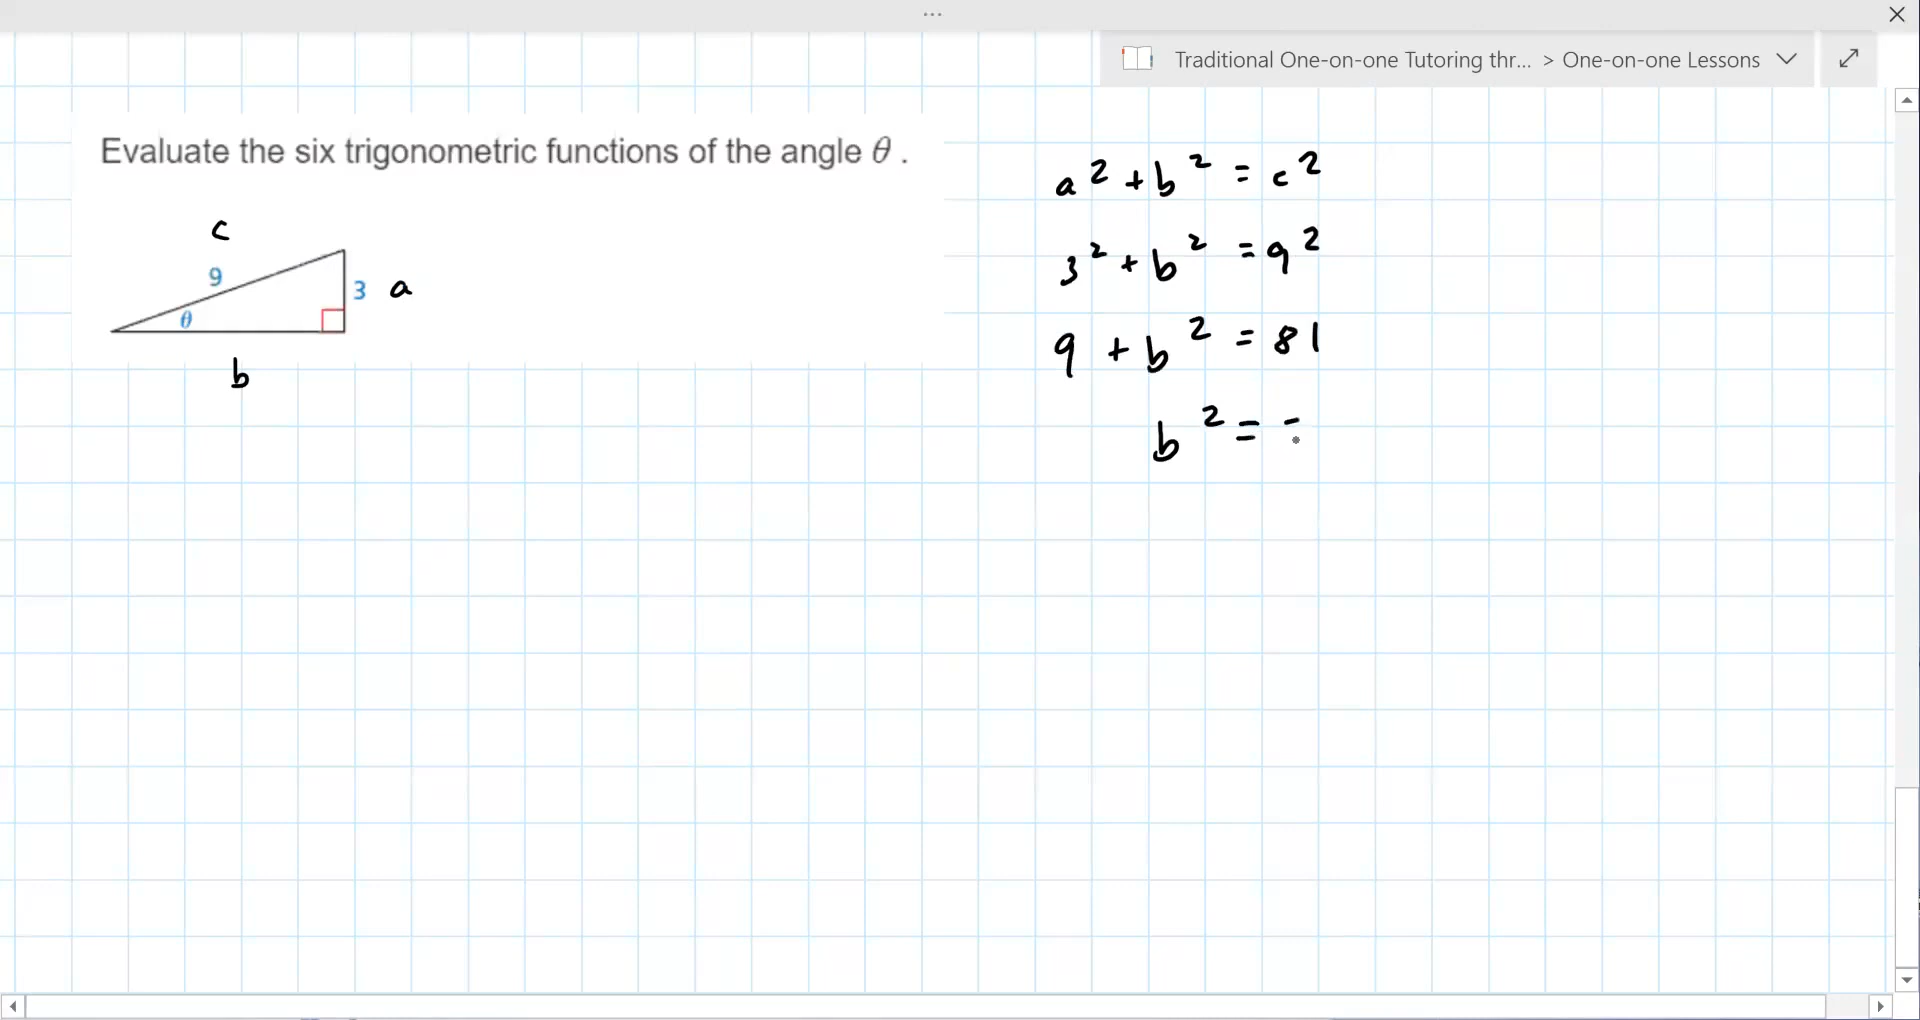 ...
Traditional One-on-one Tutoring thr... > One-on-one Lessons
Evaluate the six trigonometric functions of the angle θ .
c
9
3 a
θ
b
a² + b² = c²
3² + b² = 9²
9 + b² = 81
b² =